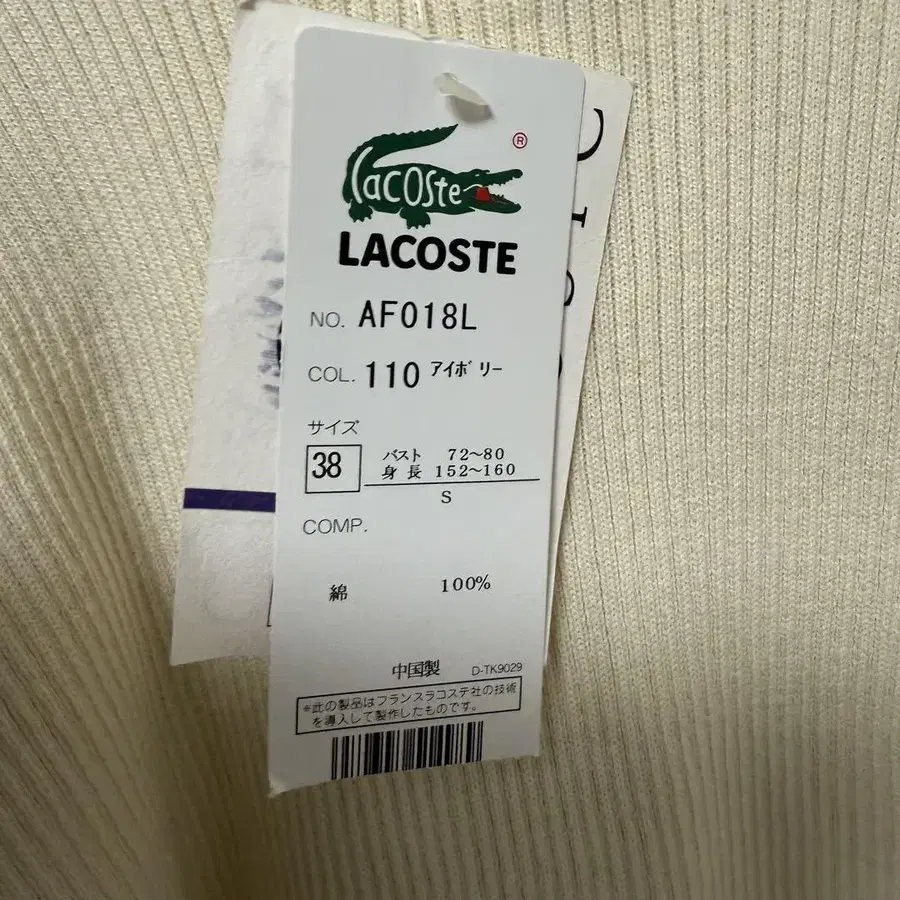 Lacoste
®
LACOSTE
NO. AF018L
COL. 110 アイボリー
サイズ
38 バスト 72~80
身長 152~160
S
COMP.
綿 100%
中国製 D-TK9029
※此の製品はフランスラコステ社の技術
を導入して製作したものです。